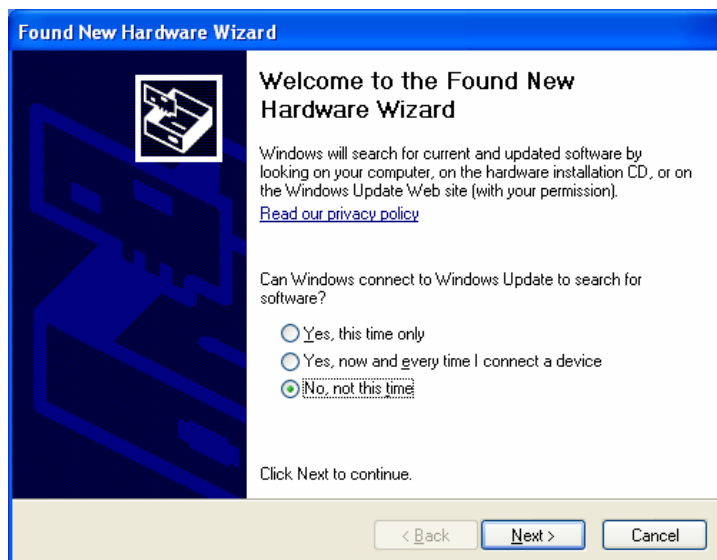 Found New Hardware Wizard
Welcome to the Found New
Hardware Wizard
Windows will search for current and updated software by
looking on your computer, on the hardware installation CD, or on
the Windows Update Web site (with your permission).
Read our privacy policy
Can Windows connect to Windows Update to search for
software?
Yes, this time only
Yes, now and every time I connect a device
No, not this time
Click Next to continue.
< Back
Next >
Cancel